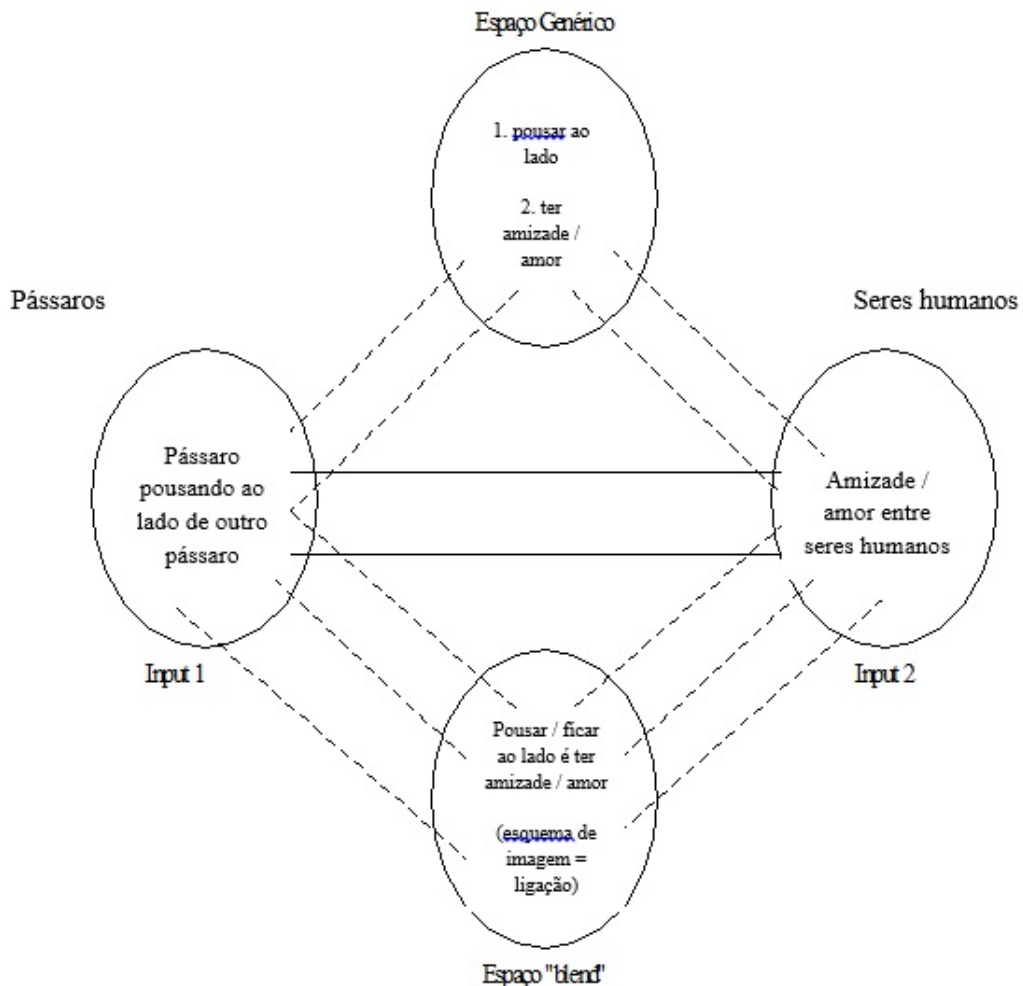 Espaço Genérico
1. pousar ao
lado
2. ter
amizade /
amor
Pássaros
Seres humanos
Pássaro
pousando ao
lado de outro
pássaro
Amizade /
amor entre
seres humanos
Input 1
Input 2
Pousar / ficar
ao lado é ter
amizade / amor
(esquema de
imagem =
ligação)
Espaço "blend"